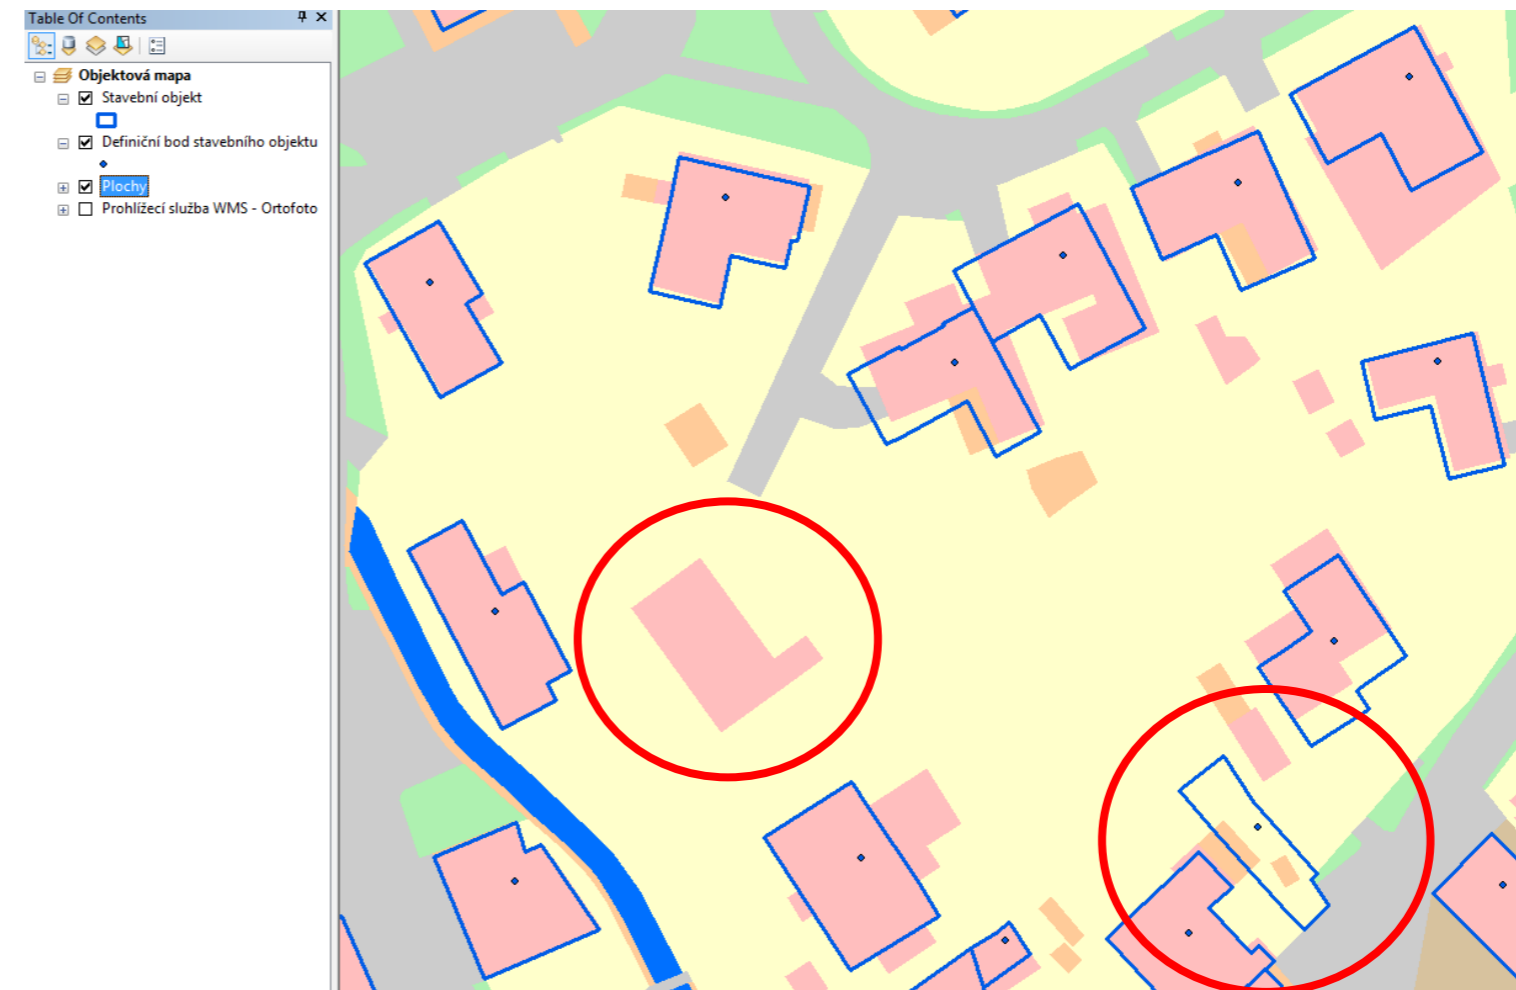 Table Of Contents
Objektová mapa
Stavební objekt
Definiční bod stavebního objektu
Plochy
Prohlížecí služba WMS - Ortofoto